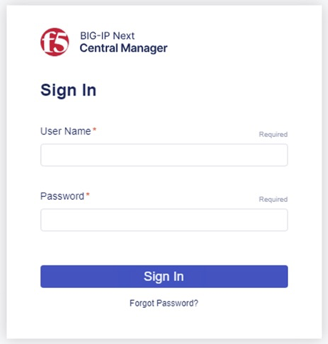 f5 BIG-IP Next
Central Manager
Sign In
User Name *
Required
Password *
Required
Sign In
Forgot Password?